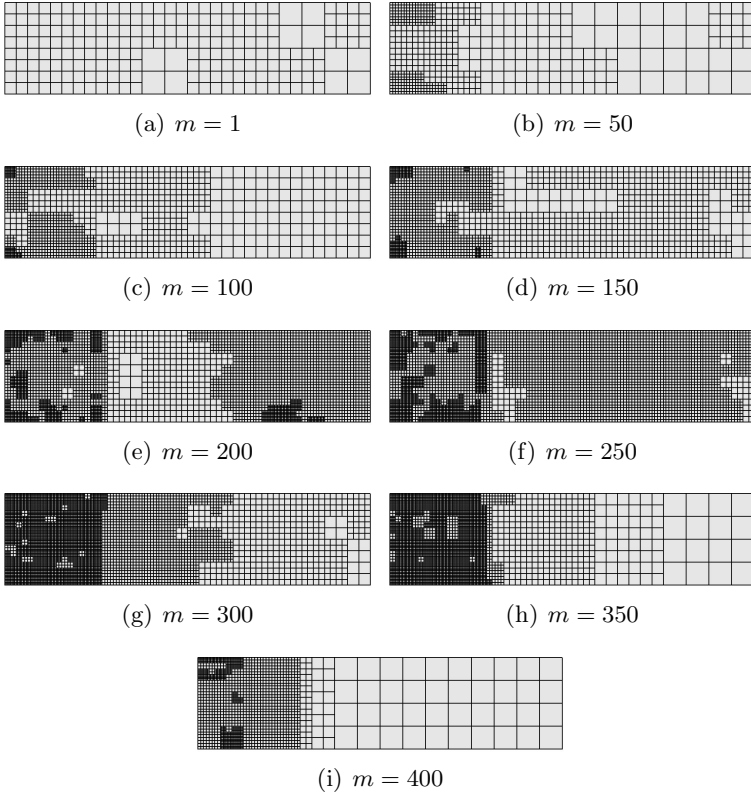 (a) m = 1
(b) m = 50
(c) m = 100
(d) m = 150
(e) m = 200
(f) m = 250
(g) m = 300
(h) m = 350
(i) m = 400